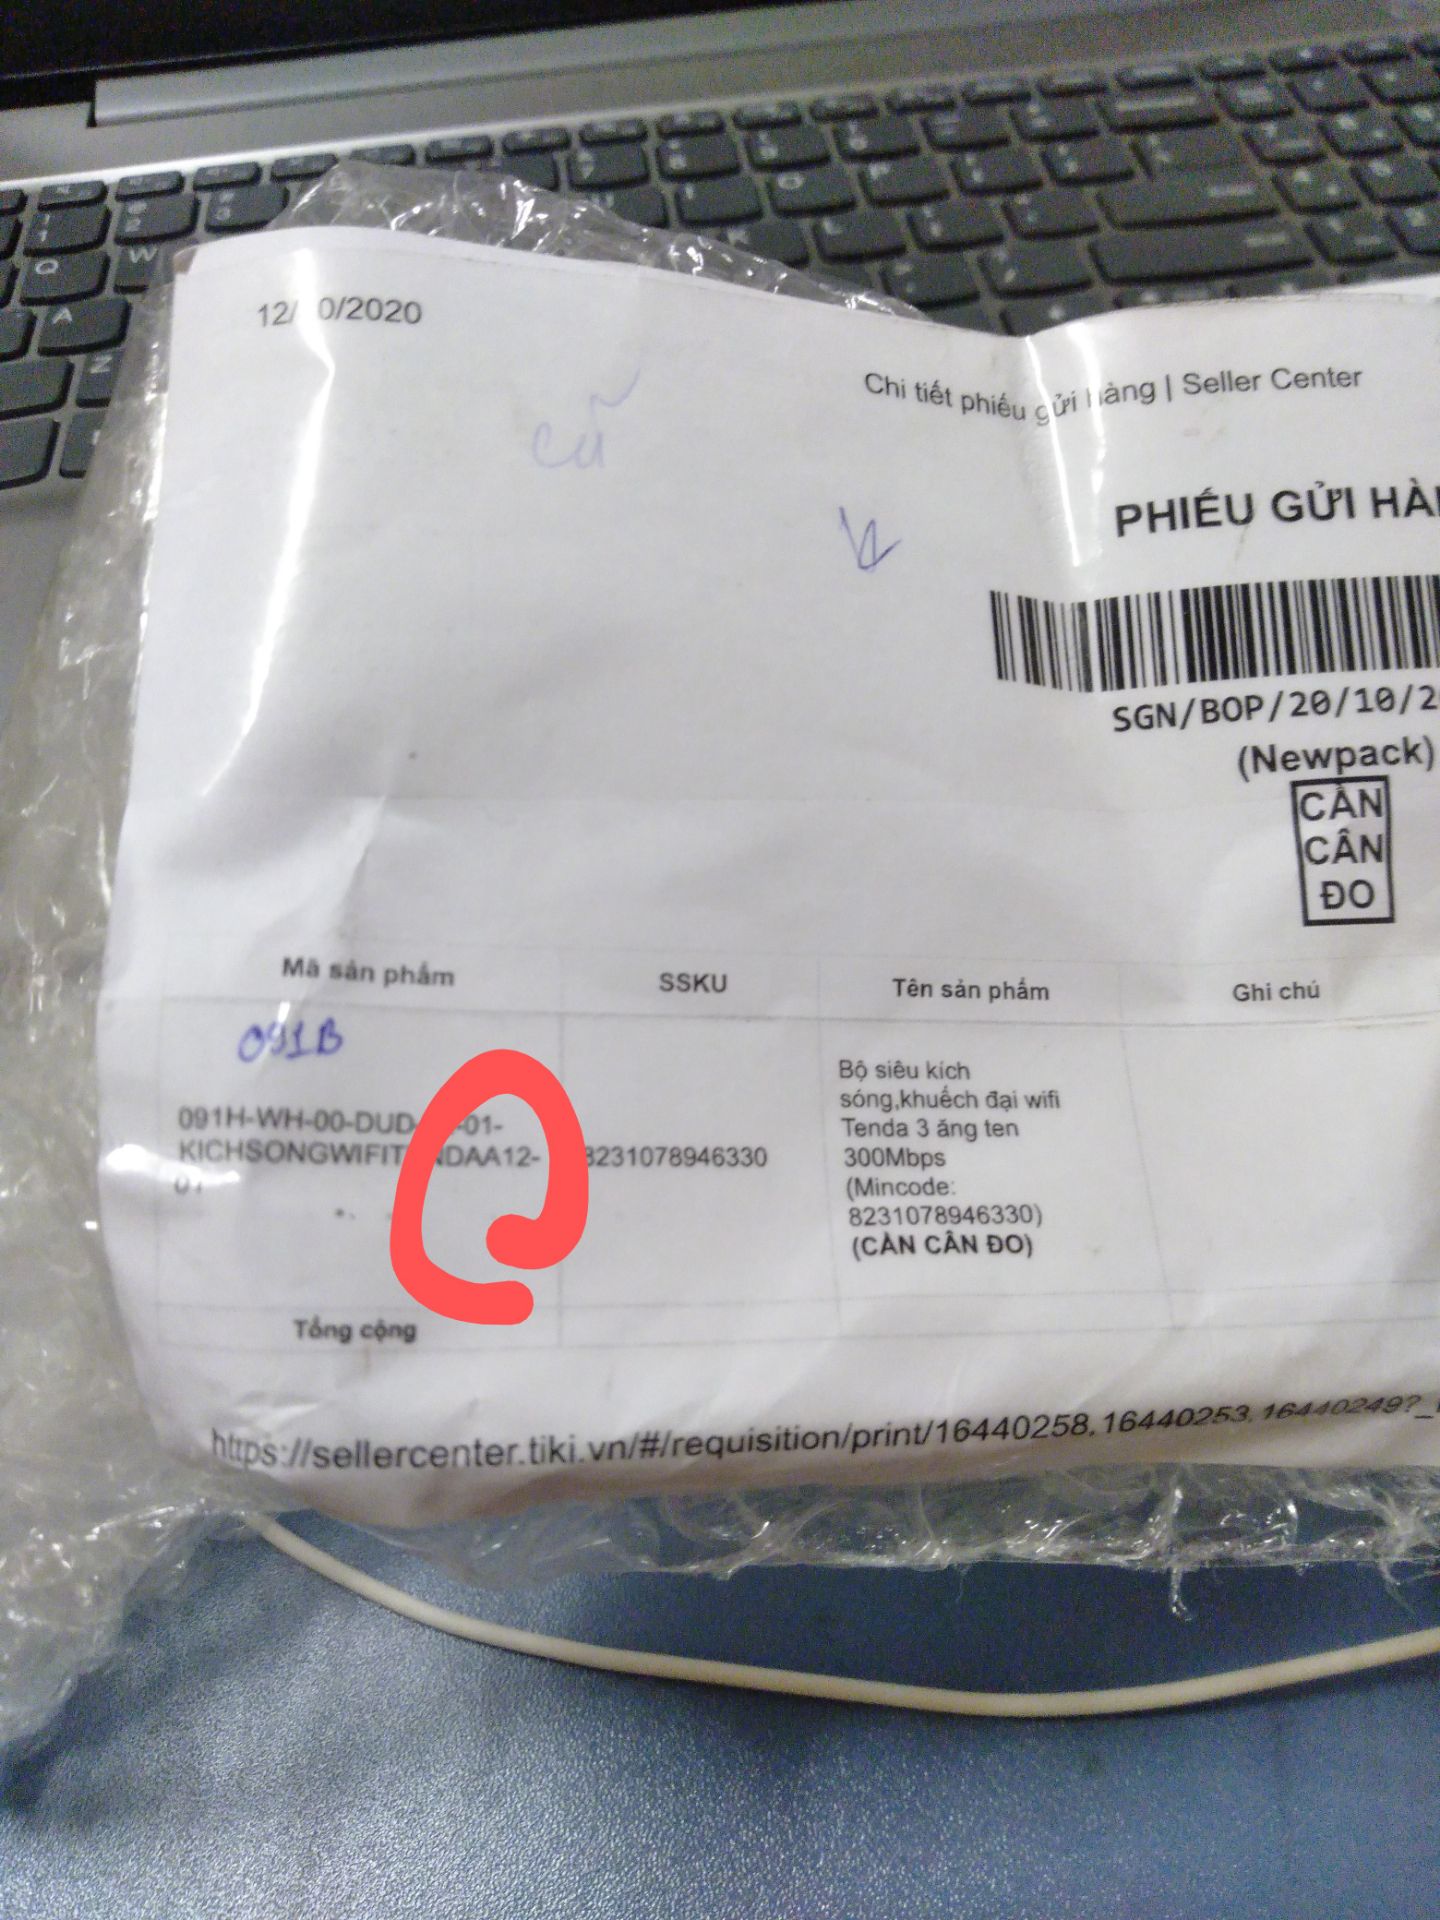 12/ 0/2020
Chi tiết phiếu gửi hàng | Seller Center
cũ
PHIẾU GỬI HÀ
SGN/BOP/20/10/2
(Newpack)
CẦN
CÂN
ĐO
Mã sản phẩm SSKU Tên sản phẩm Ghi chú
091B
091H-WH-00-DUD- -01-
KICHSONGWIFIT NDAA12-
01
8231078946330
Bộ siêu kích
sóng,khuếch đại wifi
Tenda 3 ăng ten
300Mbps
(Mincode:
8231078946330)
(CẦN CÂN ĐO)
Tổng cộng
https://sellercenter.tiki.vn/#/requisition/print/16440258,16440253,16440249?_